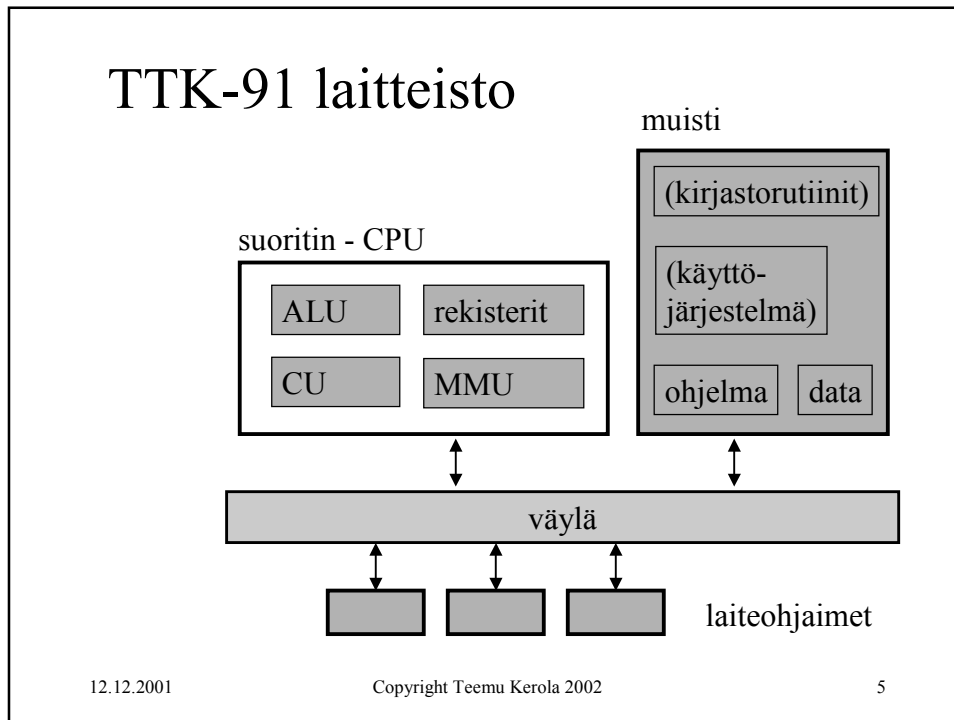 TTK-91 laitteisto
muisti
(kirjastorutiinit)
(käyttö-
järjestelmä)
ohjelma data
suoritin - CPU
ALU rekisterit
CU MMU
väylä
laiteohjaimet
12.12.2001 Copyright Teemu Kerola 2002 5